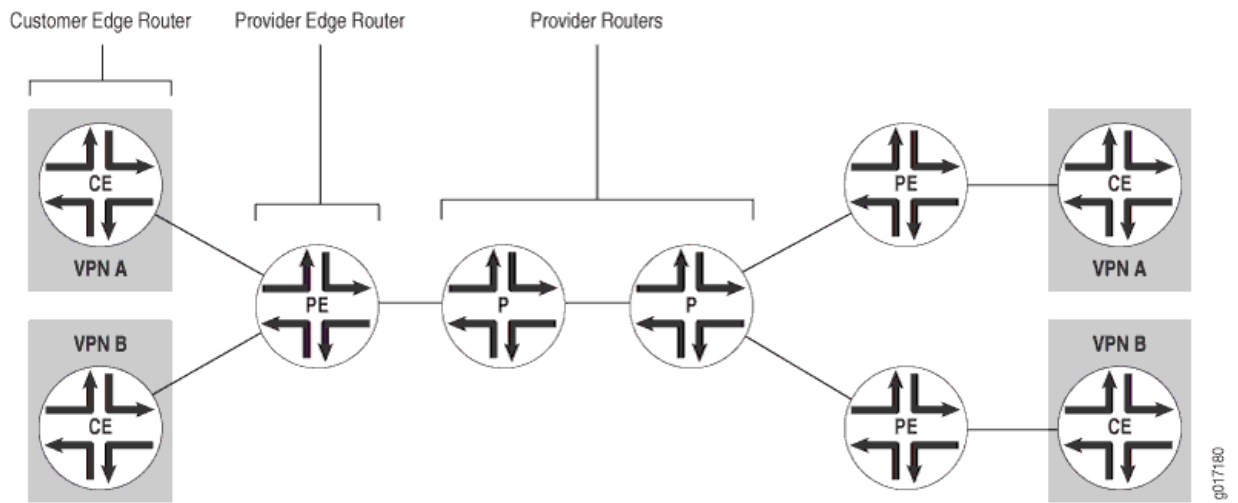 Customer Edge Router
Provider Edge Router
Provider Routers
CE
VPN A
VPN B
CE
PE
P
P
PE
CE
VPN A
VPN B
PE
CE
g017180